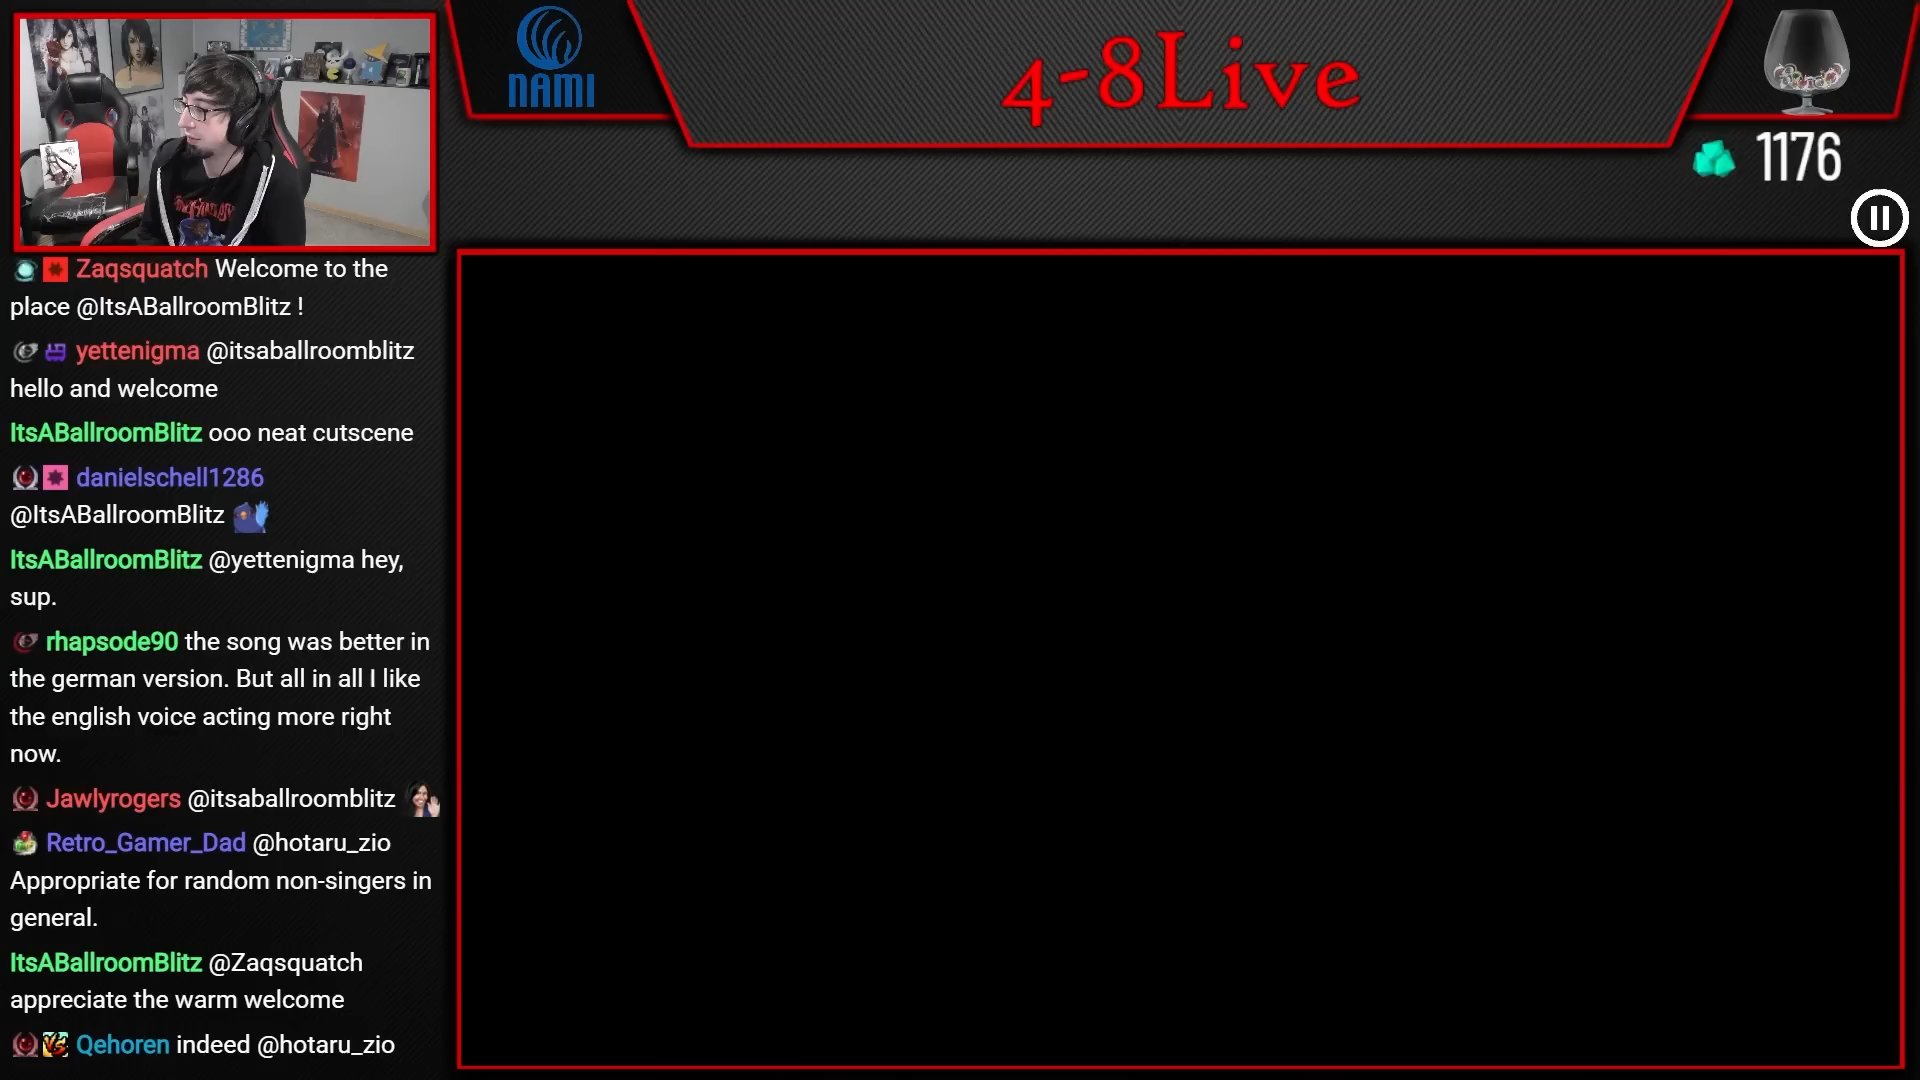 NAMI
4-8Live
1176
Zaqsquatch Welcome to the
place @ItsABallroomBlitz !
yettenigma @itsaballroomblitz
hello and welcome
ItsABallroomBlitz ooo neat cutscene
danielschell1286
@ItsABallroomBlitz
ItsABallroomBlitz @yettenigma hey,
sup.
rhapsode90 the song was better in
the german version. But all in all I like
the english voice acting more right
now.
Jawlyrogers @itsaballroomblitz
Retro_Gamer_Dad @hotaru_zio
Appropriate for random non-singers in
general.
ItsABallroomBlitz @Zaqsquatch
appreciate the warm welcome
Qehoren indeed @hotaru_zio